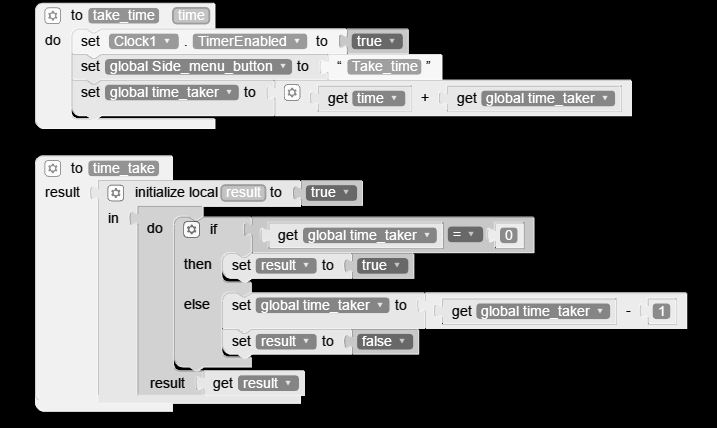 to take_time time
do set Clock1 . TimerEnabled to true
set global Side_menu_button to “ Take_time ”
set global time_taker to get time + get global time_taker
to time_take
result initialize local result to true
in do if get global time_taker = 0
then set result to true
else set global time_taker to get global time_taker - 1
set result to false
result get result